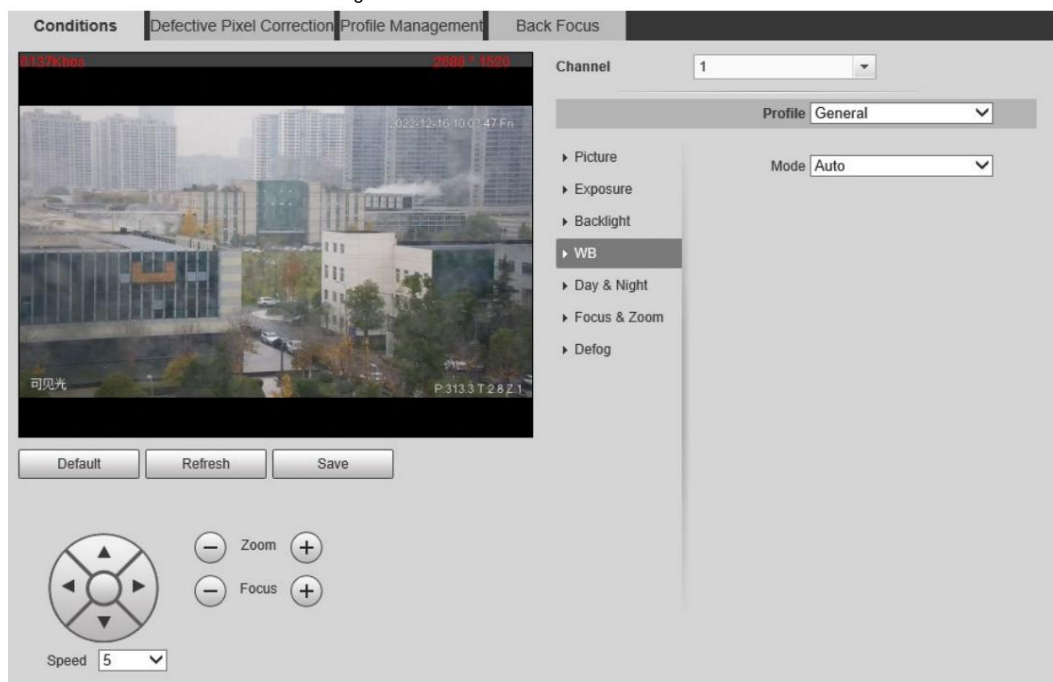 Conditions
Defective Pixel Correction
Profile Management
Back Focus
6137Kbps
2688 * 1520
2022-12-16 10:03:47 Fri
可见光
P:313.3 T:2.8 Z:1
Channel
1
Profile General
Picture
Exposure
Backlight
WB
Day & Night
Focus & Zoom
Defog
Mode Auto
Default
Refresh
Save
Zoom
Focus
Speed 5